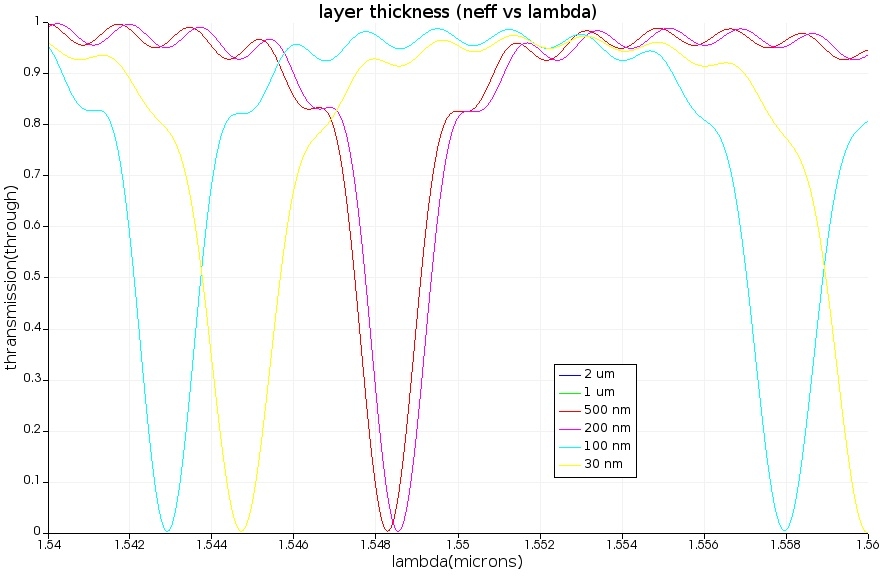 layer thickness (neff vs lambda)
1
0.9
0.8
0.7
0.6
0.5
0.4
0.3
0.2
0.1
0
thransmission(through)
2 um
1 um
500 nm
200 nm
100 nm
30 nm
1.54 1.542 1.544 1.546 1.548 1.55 1.552 1.554 1.556 1.558 1.56
lambda(microns)